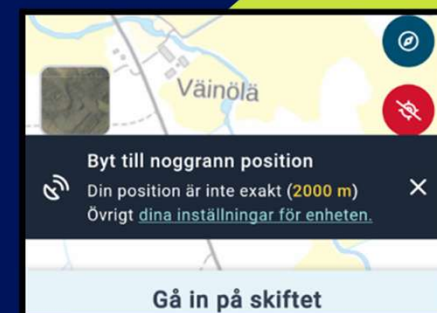 Väinölä
Byt till noggrann position
Din position är inte exakt (2000 m)
Övrigt dina inställningar för enheten.
Gå in på skiftet